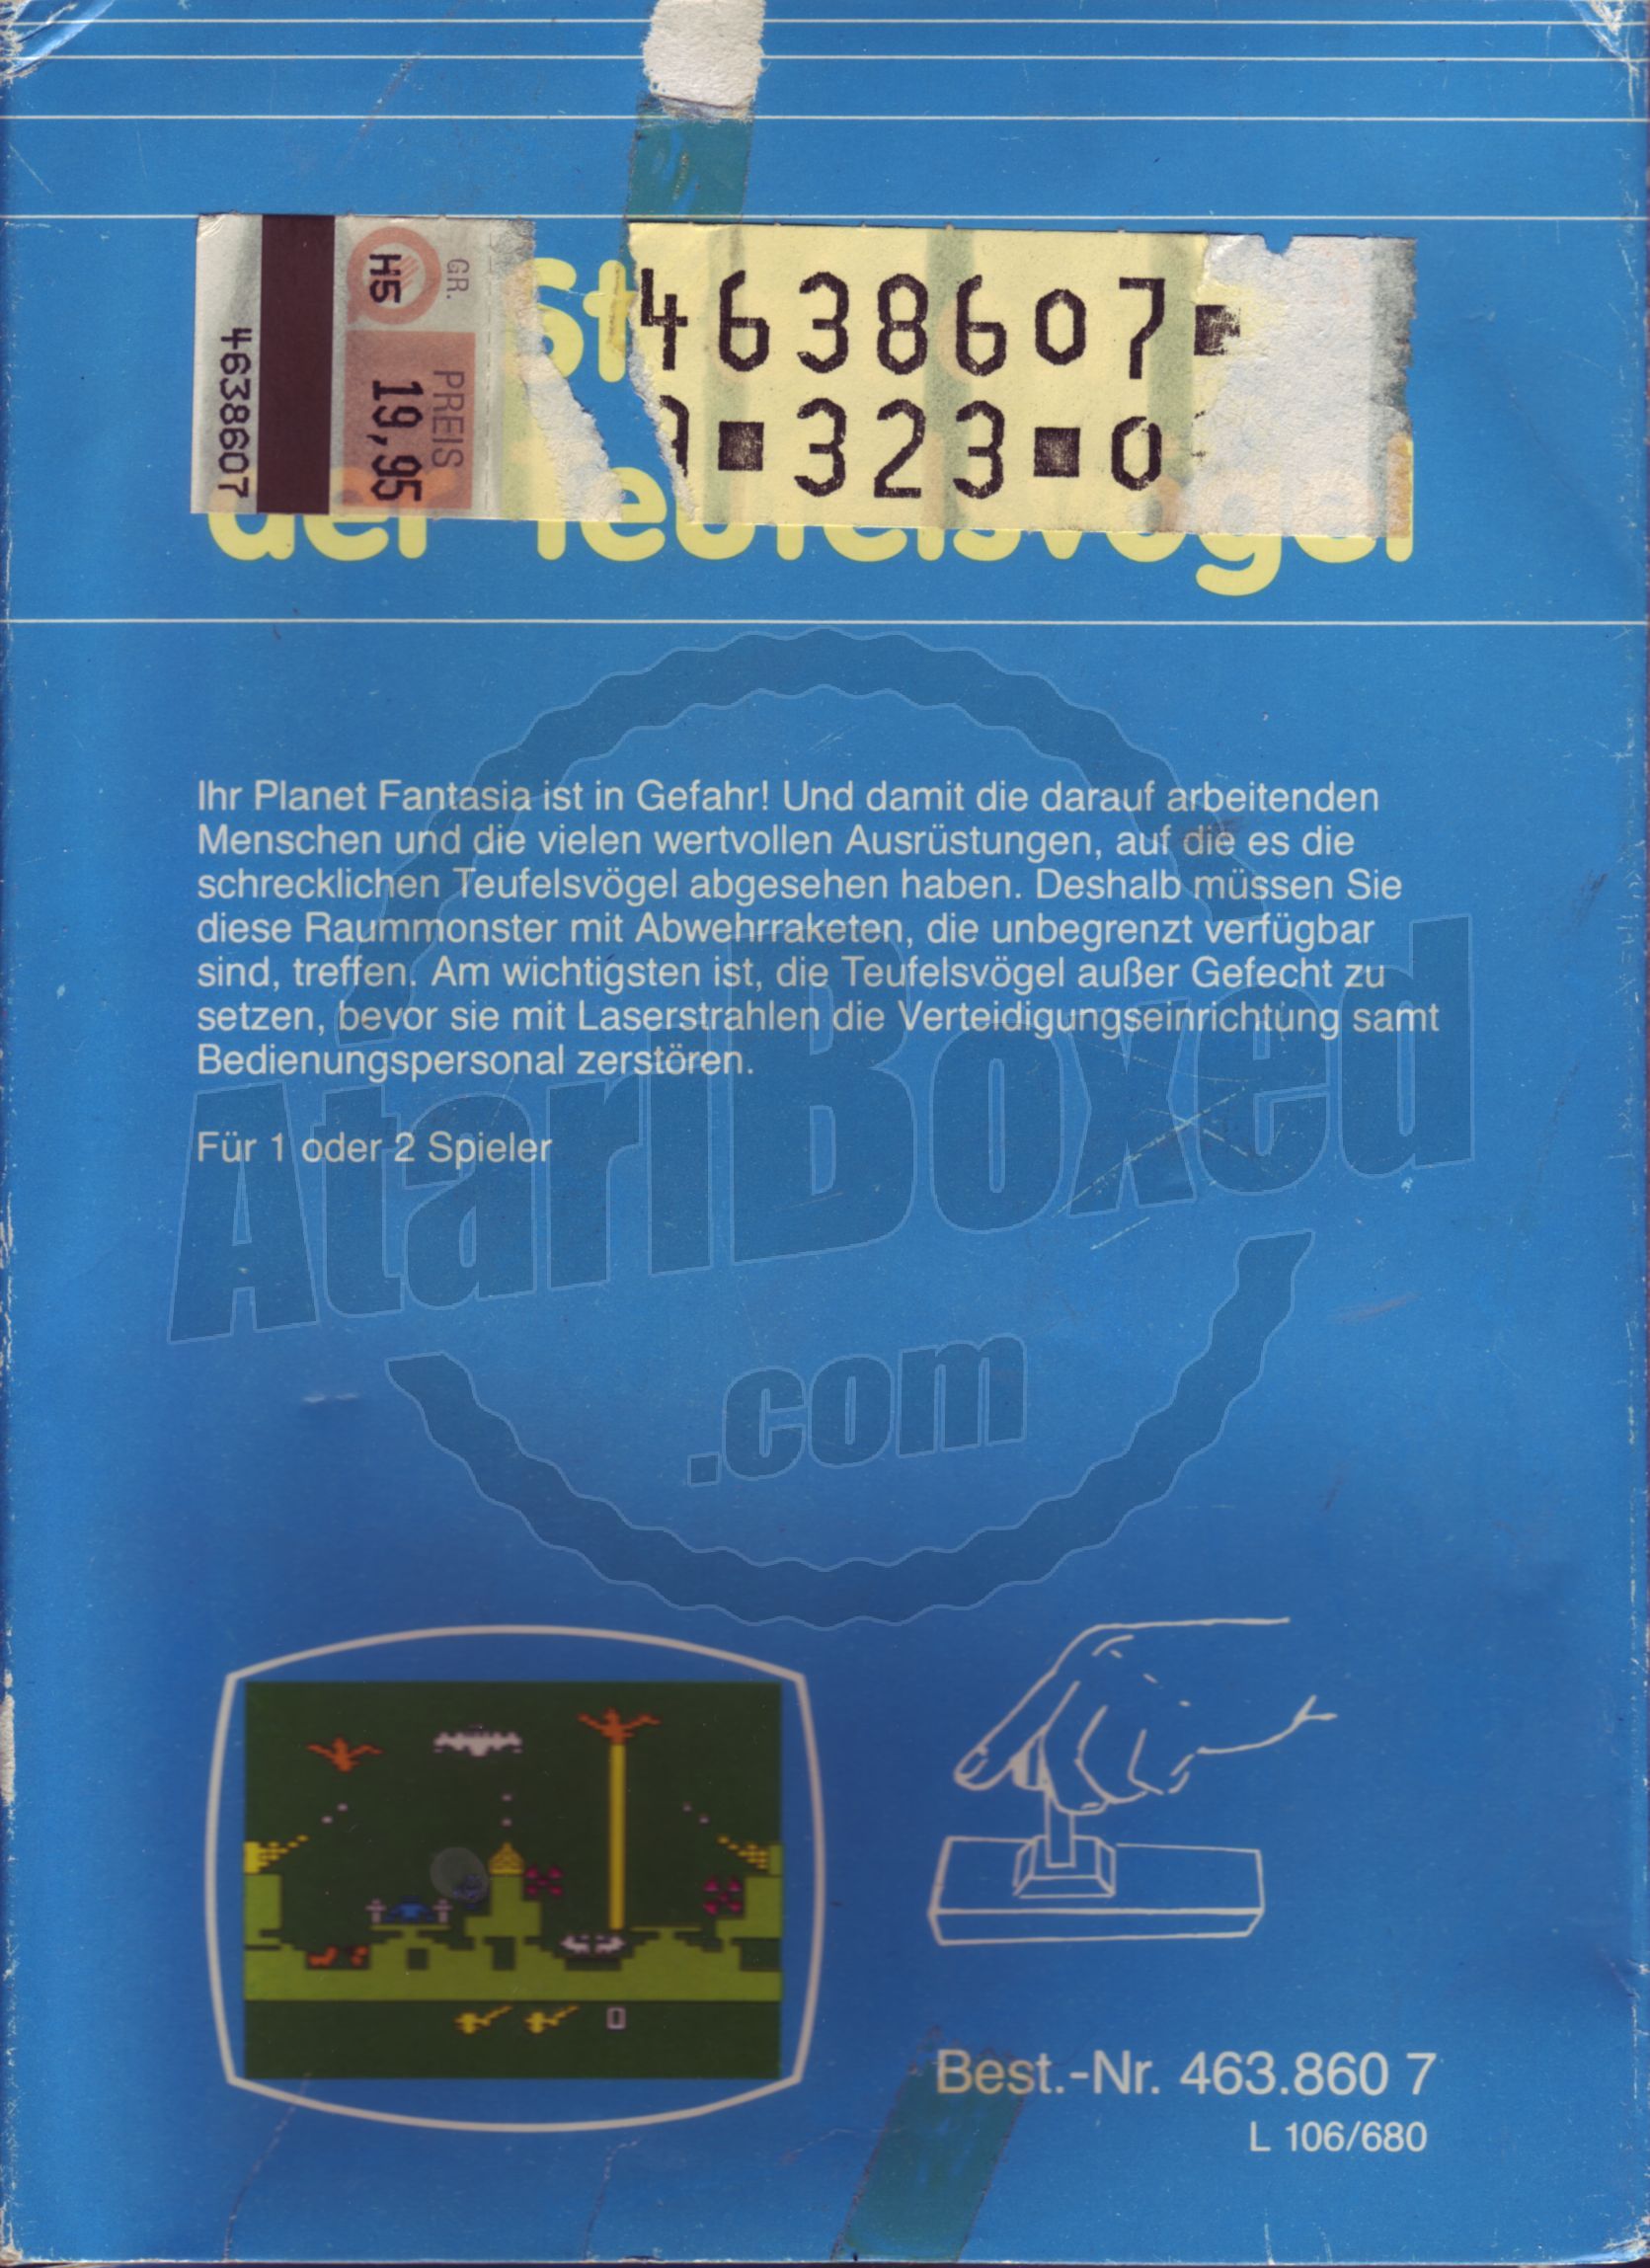 4638607
GR.
H5
PREIS
19,95
4638607
323 0
der Teufelsvögel
Ihr Planet Fantasia ist in Gefahr! Und damit die darauf arbeitenden
Menschen und die vielen wertvollen Ausrüstungen, auf die es die
schrecklichen Teufelsvögel abgesehen haben. Deshalb müssen Sie
diese Raummonster mit Abwehrraketen, die unbegrenzt verfügbar
sind, treffen. Am wichtigsten ist, die Teufelsvögel außer Gefecht zu
setzen, bevor sie mit Laserstrahlen die Verteidigungseinrichtung samt
Bedienungspersonal zerstören.
Für 1 oder 2 Spieler
AtariBoxed
.com
0
Best.-Nr. 463.860 7
L 106/680